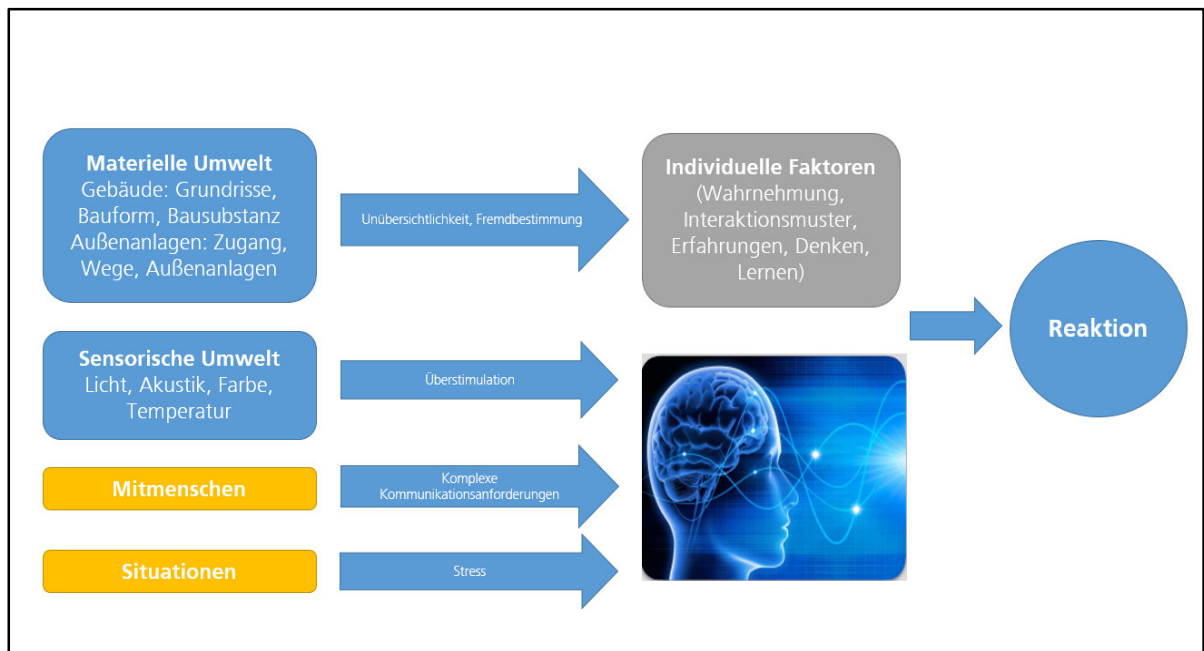 Materielle Umwelt
Gebäude: Grundrisse,
Bauform, Bausubstanz
Außenanlagen: Zugang,
Wege, Außenanlagen
Unübersichtlichkeit, Fremdbestimmung
Individuelle Faktoren
(Wahrnehmung,
Interaktionsmuster,
Erfahrungen, Denken,
Lernen)
Reaktion
Sensorische Umwelt
Licht, Akustik, Farbe,
Temperatur
Überstimulation
Mitmenschen
Komplexe
Kommunikationsanforderungen
Situationen
Stress